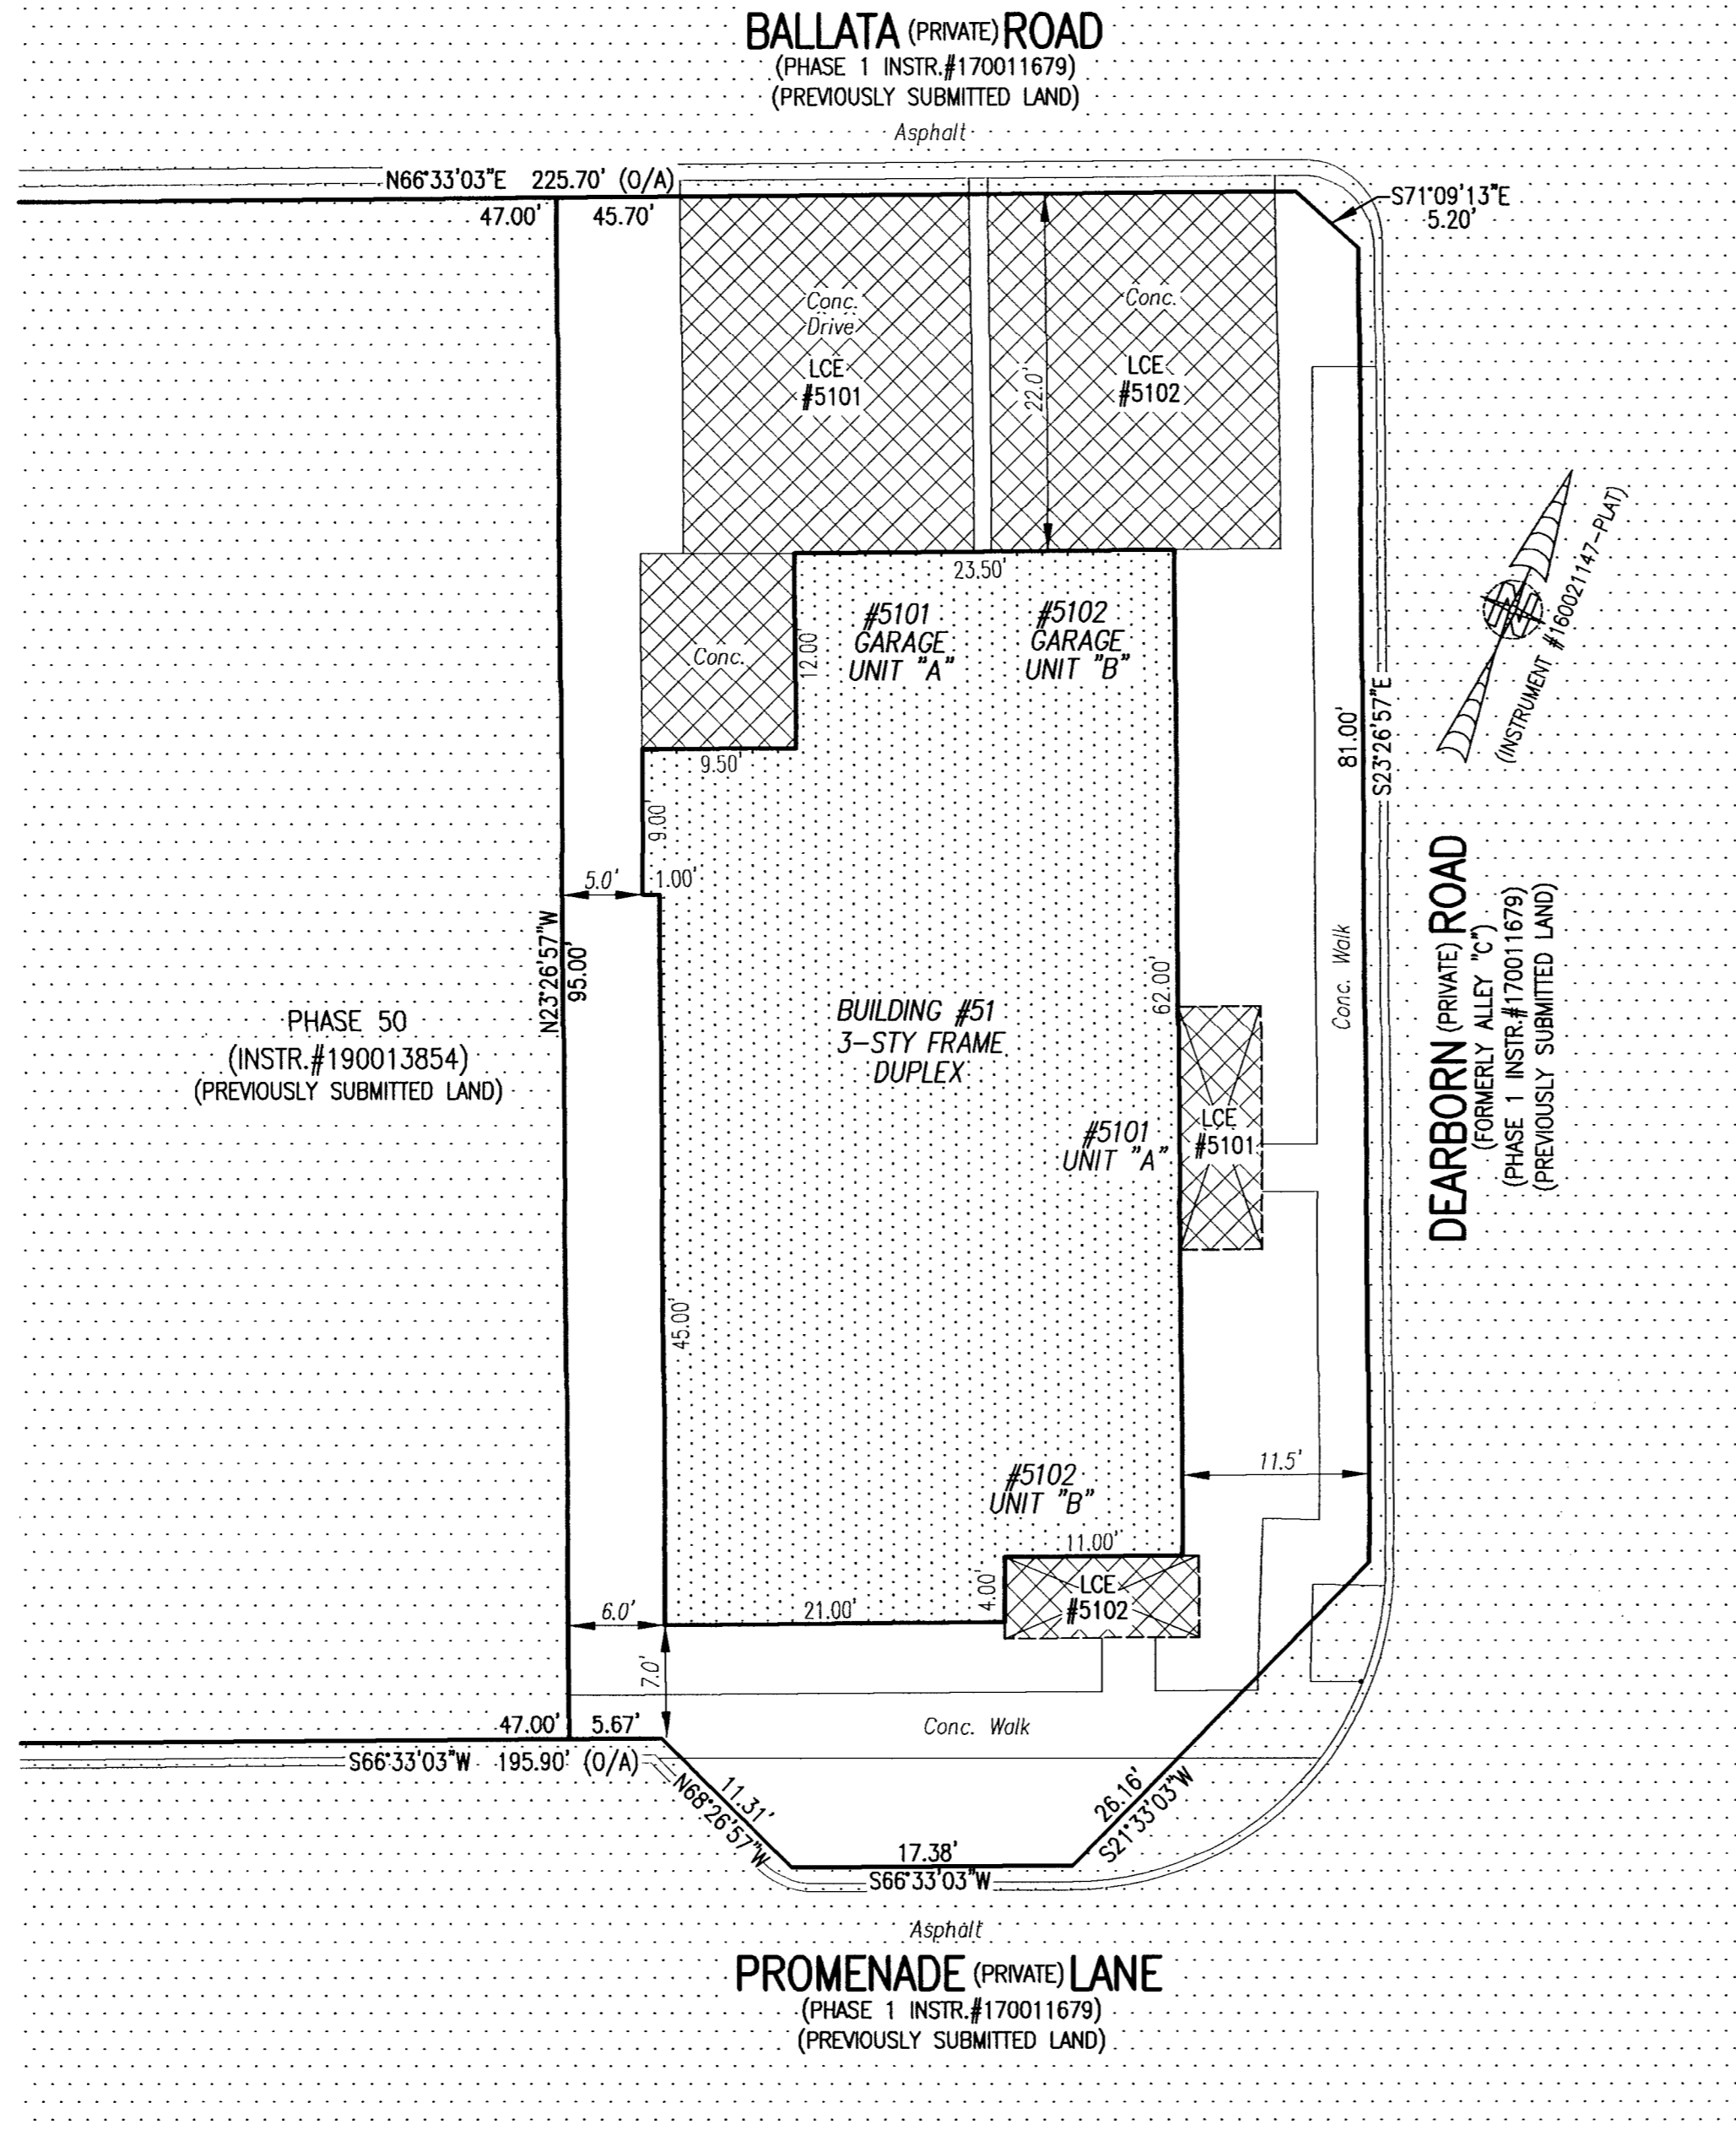 BALLATA (PRIVATE) ROAD
(PHASE 1 INSTR.#170011679)
(PREVIOUSLY SUBMITTED LAND)
Asphalt
N66°33'03"E 225.70' (O/A)
47.00' 45.70'
S71°09'13"E
5.20'
Conc.
Drive
LCE
#5101
22.0'
Conc.
LCE
#5102
(INSTRUMENT #160021147-PLAT)
23.50'
#5101
GARAGE
UNIT "A"
#5102
GARAGE
UNIT "B"
Conc.
12.00'
9.50'
9.00'
1.00'
5.0'
81.00'
S23°26'57"E
N23°26'57"W
95.00'
PHASE 50
(INSTR.#190013854)
(PREVIOUSLY SUBMITTED LAND)
BUILDING #51
3-STY FRAME
DUPLEX
62.00'
Conc. Walk
DEARBORN (PRIVATE) ROAD
(FORMERLY ALLEY "C")
(PHASE 1 INSTR.#170011679)
(PREVIOUSLY SUBMITTED LAND)
#5101
UNIT "A"
LCE
#5101
45.00'
#5102
UNIT "B"
11.5'
11.00'
4.00'
LCE
#5102
6.0'
21.00'
7.0'
47.00' 5.67'
Conc. Walk
S66°33'03"W 195.90' (O/A)
11.31'
N68°26'57"W
26.16'
S21°33'03"W
17.38'
S66°33'03"W
Asphalt
PROMENADE (PRIVATE) LANE
(PHASE 1 INSTR.#170011679)
(PREVIOUSLY SUBMITTED LAND)